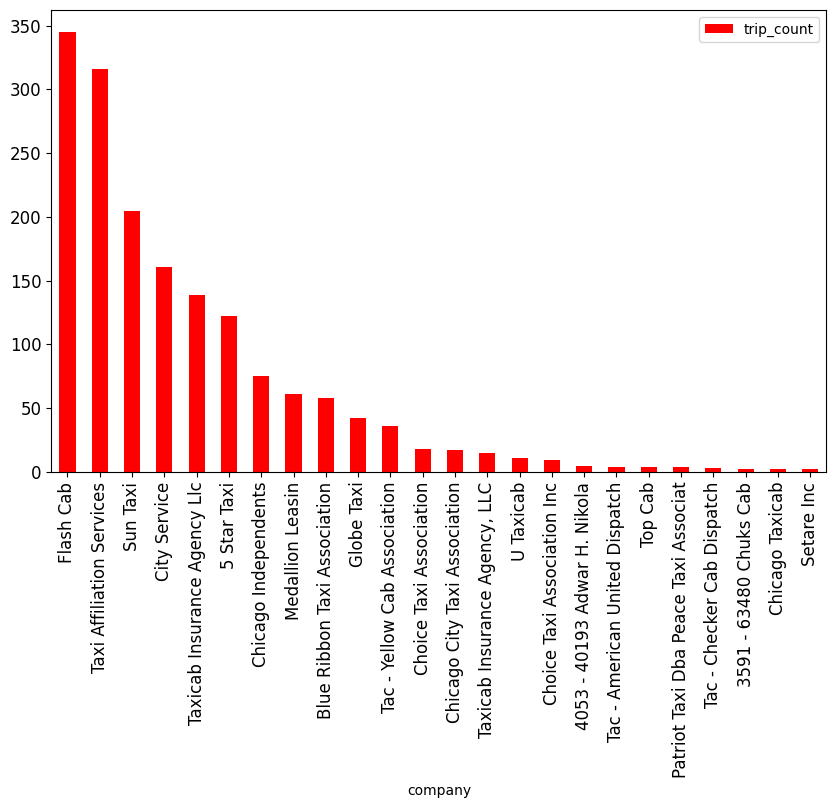 350
300
250
200
150
100
50
0
trip_count
Flash Cab
Taxi Affiliation Services
Sun Taxi
City Service
Taxicab Insurance Agency Llc
5 Star Taxi
Chicago Independents
Medallion Leasin
Blue Ribbon Taxi Association
Globe Taxi
Tac - Yellow Cab Association
Choice Taxi Association
Chicago City Taxi Association
Taxicab Insurance Agency, LLC
U Taxicab
Choice Taxi Association Inc
4053 - 40193 Adwar H. Nikola
Tac - American United Dispatch
Top Cab
Patriot Taxi Dba Peace Taxi Associat
Tac - Checker Cab Dispatch
3591 - 63480 Chuks Cab
Chicago Taxicab
Setare Inc
company